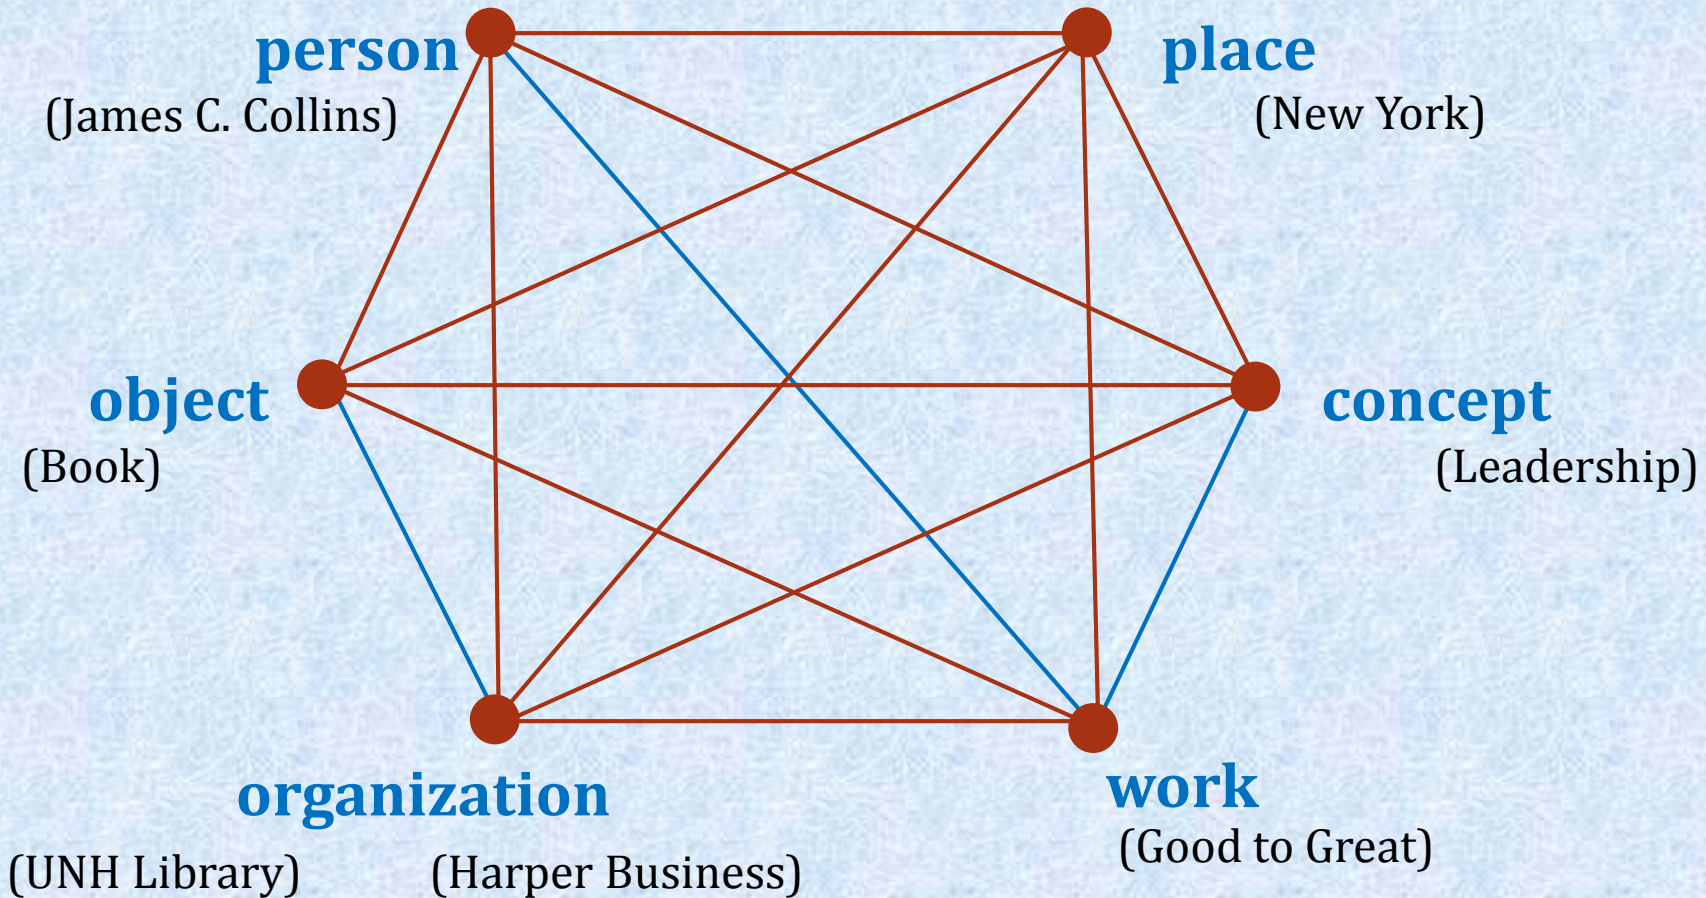 person
(James C. Collins)
place
(New York)
object
(Book)
concept
(Leadership)
organization
(UNH Library) (Harper Business)
work
(Good to Great)